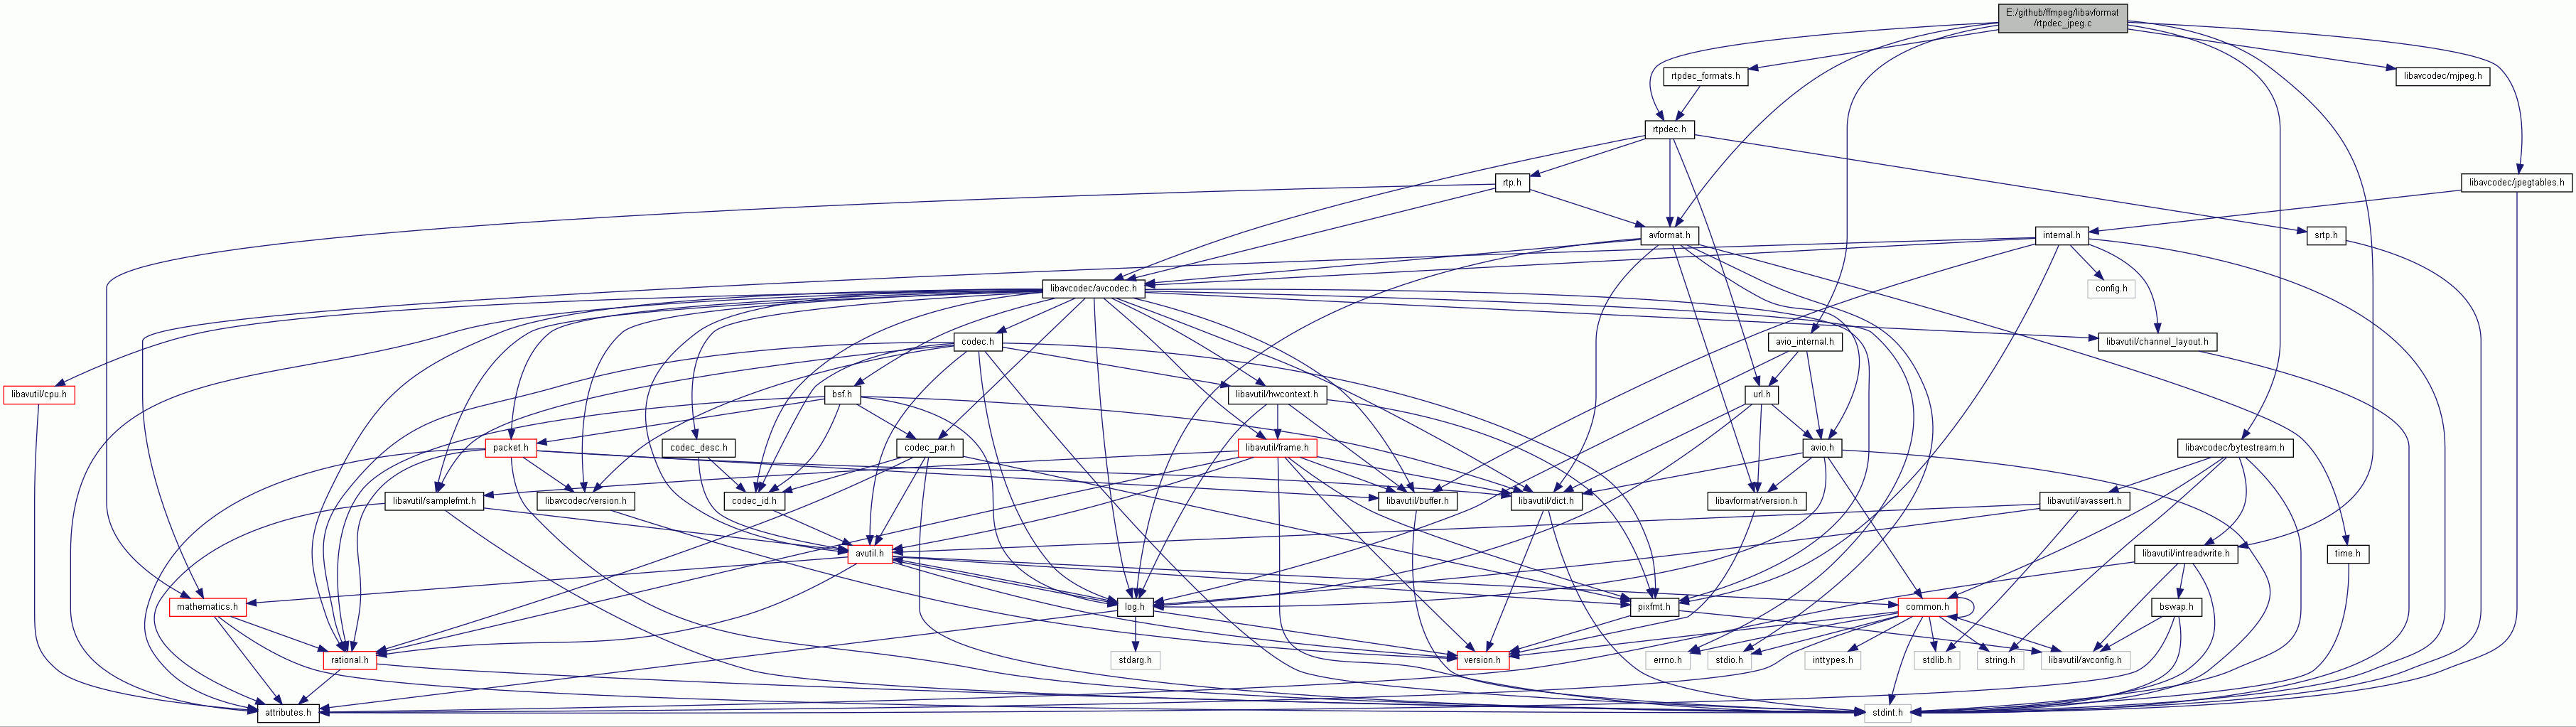 E:/github/ffmpeg/libavformat
/rtpdec_jpeg.c
rtpdec_formats.h
libavcodec/mjpeg.h
rtpdec.h
rtp.h
libavcodec/jpegtables.h
avformat.h
internal.h
srtp.h
libavcodec/avcodec.h
config.h
codec.h
avio_internal.h
libavutil/channel_layout.h
libavutil/cpu.h
bsf.h
libavutil/hwcontext.h
url.h
packet.h
codec_desc.h
codec_par.h
libavutil/frame.h
avio.h
libavcodec/bytestream.h
libavutil/samplefmt.h
libavcodec/version.h
codec_id.h
libavutil/buffer.h
libavutil/dict.h
libavformat/version.h
libavutil/avassert.h
avutil.h
libavutil/intreadwrite.h
time.h
mathematics.h
log.h
pixfmt.h
common.h
bswap.h
rational.h
stdarg.h
version.h
errno.h
stdio.h
inttypes.h
stdlib.h
string.h
libavutil/avconfig.h
attributes.h
stdint.h